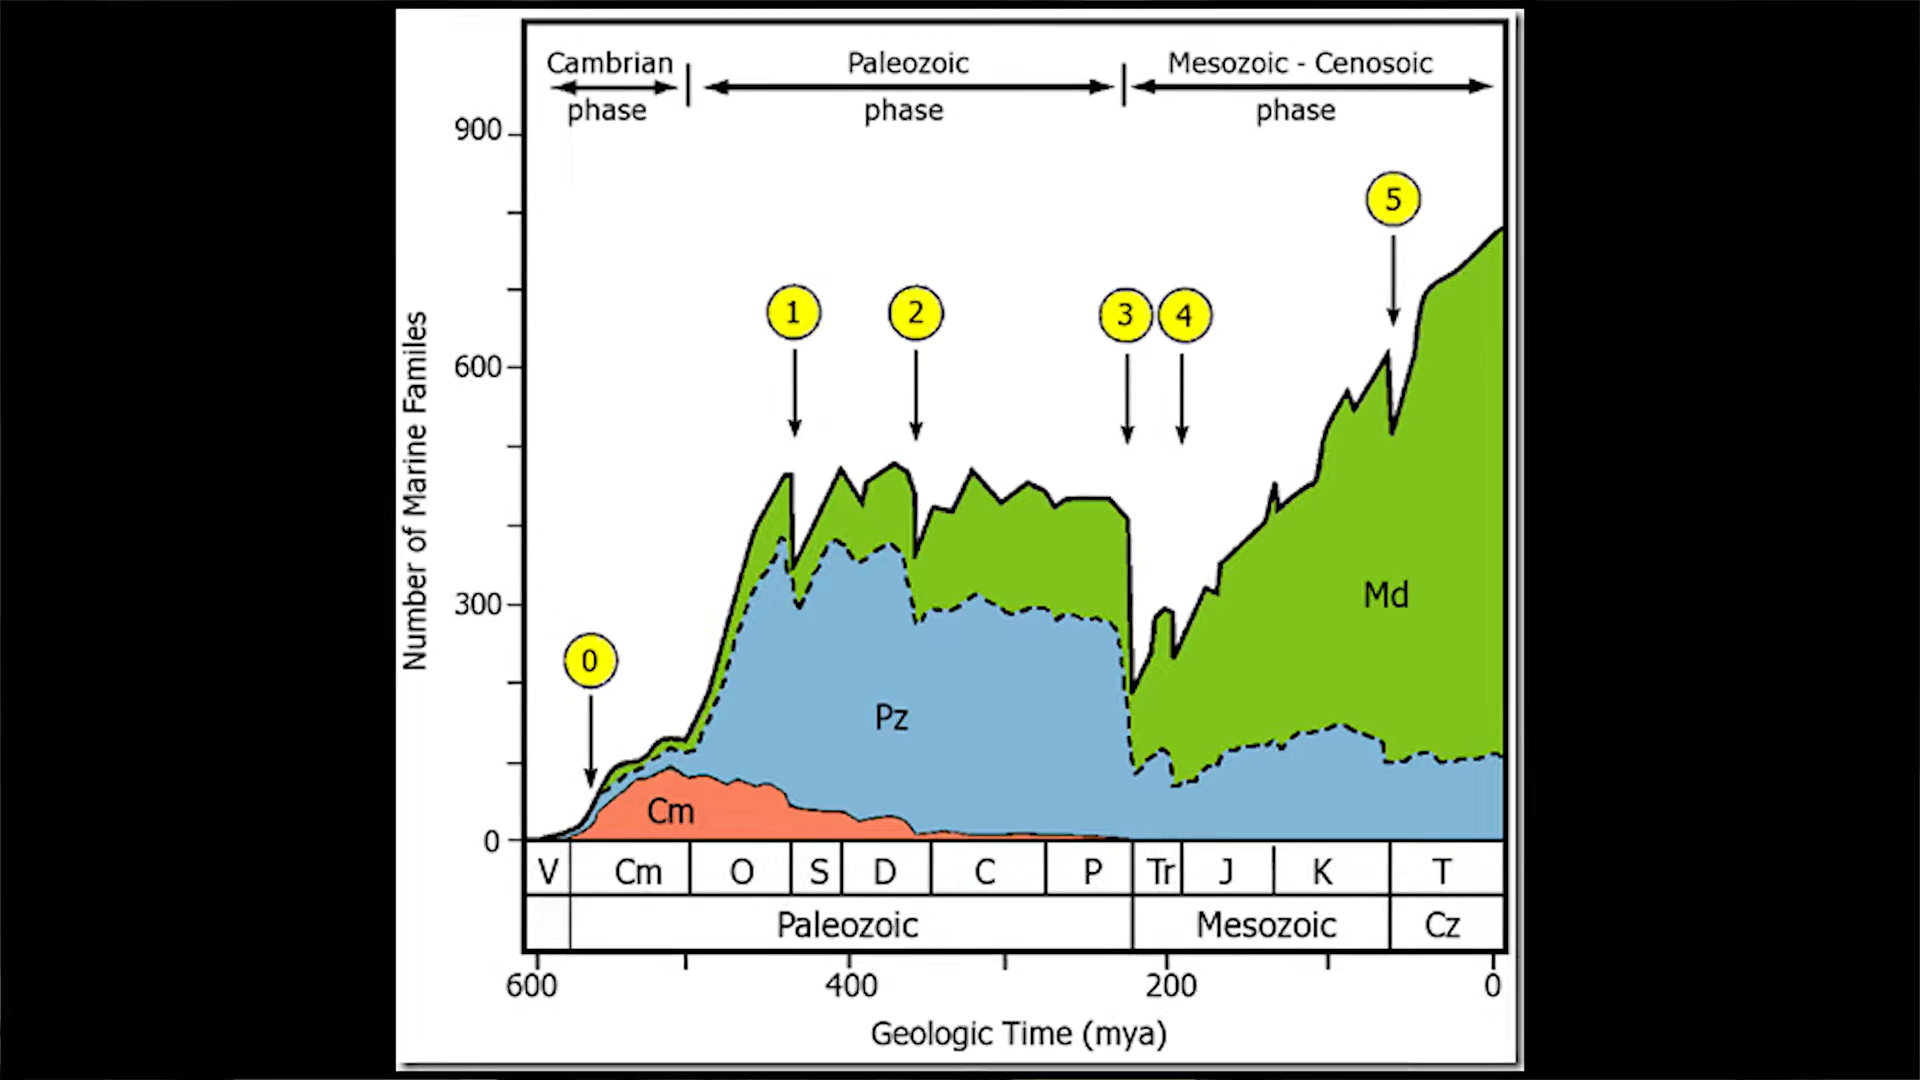 Cambrian
phase
Paleozoic
phase
Mesozoic - Cenosoic
phase
Number of Marine Familes
900
600
300
0
0
1
2
3
4
5
Cm
Pz
Md
V Cm O S D C P Tr J K T
Paleozoic Mesozoic Cz
600 400 200 0
Geologic Time (mya)